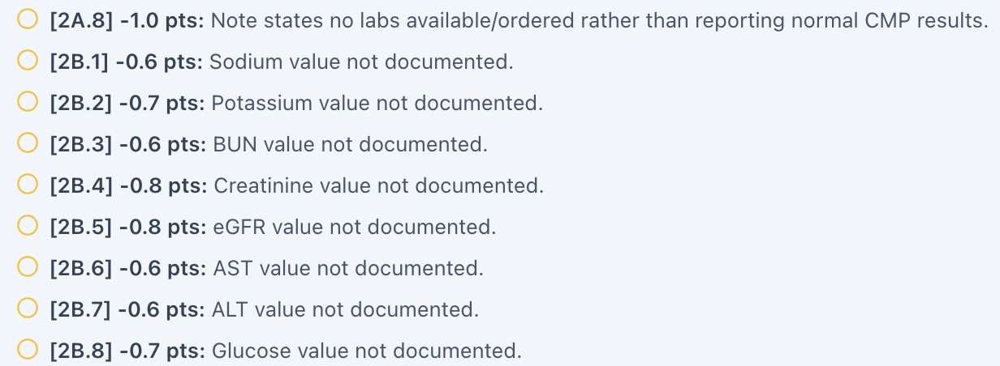 [2A.8] -1.0 pts: Note states no labs available/ordered rather than reporting normal CMP results.
[2B.1] -0.6 pts: Sodium value not documented.
[2B.2] -0.7 pts: Potassium value not documented.
[2B.3] -0.6 pts: BUN value not documented.
[2B.4] -0.8 pts: Creatinine value not documented.
[2B.5] -0.8 pts: eGFR value not documented.
[2B.6] -0.6 pts: AST value not documented.
[2B.7] -0.6 pts: ALT value not documented.
[2B.8] -0.7 pts: Glucose value not documented.